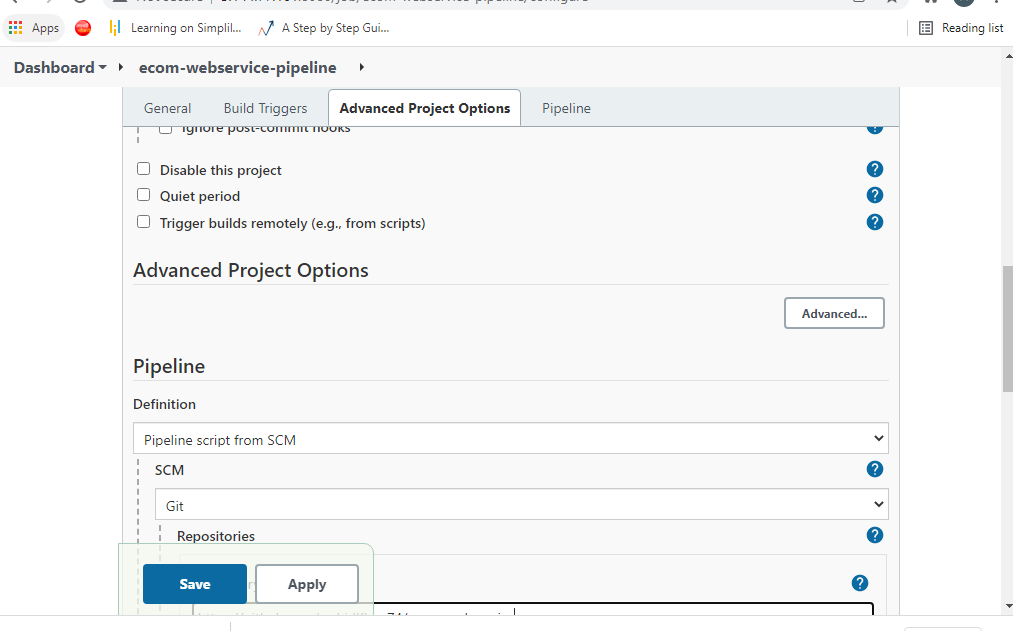 Apps
Learning on Simplil...
A Step by Step Gui...
Reading list
Dashboard
ecom-webservice-pipeline
General
Build Triggers
Advanced Project Options
Pipeline
Ignore post-commit hooks
Disable this project
Quiet period
Trigger builds remotely (e.g., from scripts)
Advanced Project Options
Advanced...
Pipeline
Definition
Pipeline script from SCM
SCM
Git
Repositories
Save
Apply